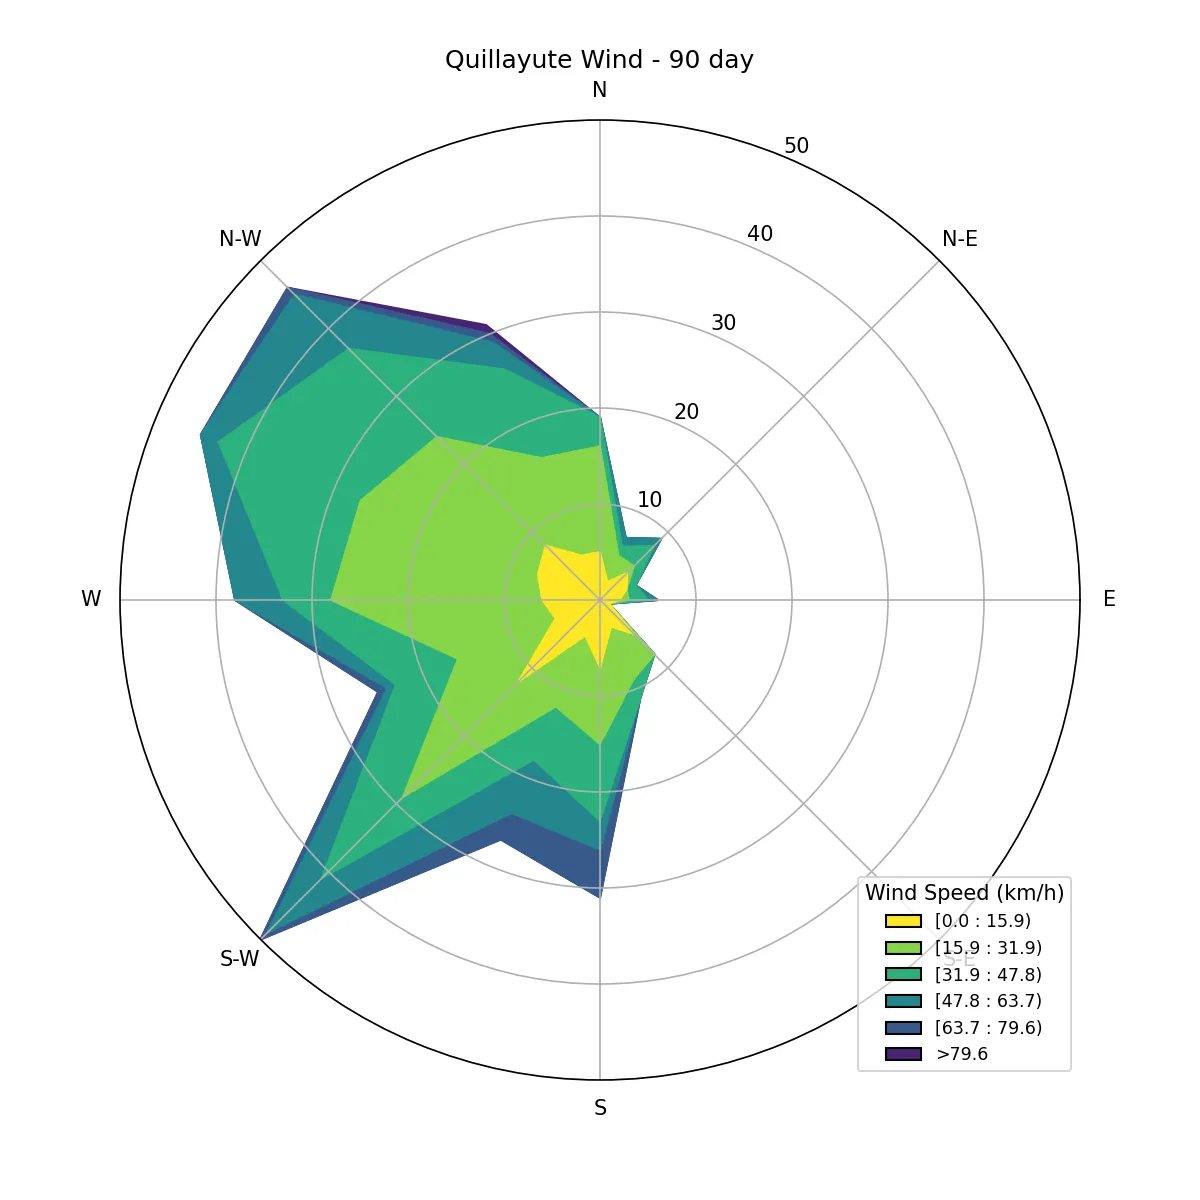 Quillayute Wind - 90 day
N
50
N-W
40
N-E
30
20
10
W
E
S-W
S-E
S
Wind Speed (km/h)
[0.0 : 15.9)
[15.9 : 31.9)
[31.9 : 47.8)
[47.8 : 63.7)
[63.7 : 79.6)
>79.6